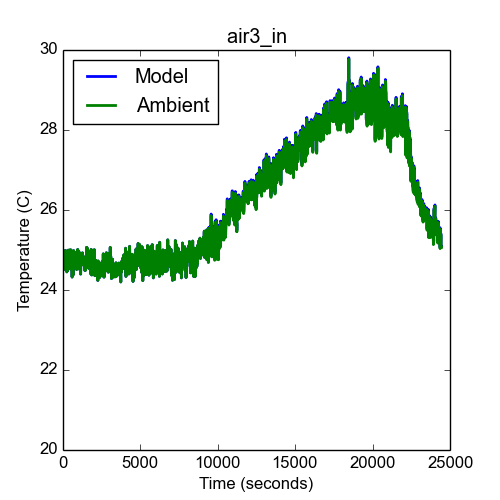 air3_in
Model
Ambient
Temperature (C)
30
28
26
24
22
20
0 5000 10000 15000 20000 25000
Time (seconds)